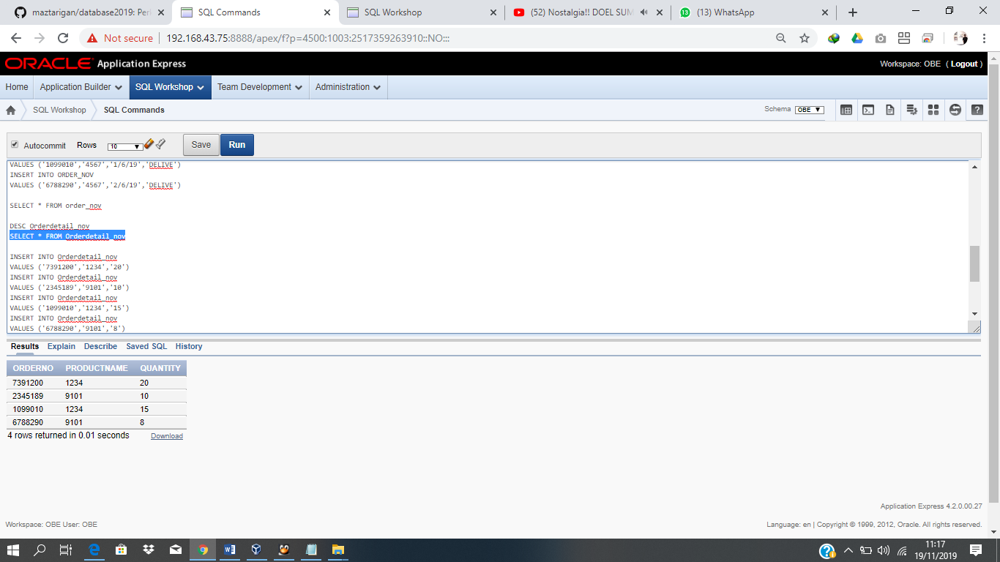 maztarigan/database2019: Per
SQL Commands
SQL Workshop
(52) Nostalgia!! DOEL SUM
(13) WhatsApp
Not secure | 192.168.43.75:8888/apex/f?p=4500:1003:2517359263910::NO:::
ORACLE Application Express
Workspace: OBE ( Logout )
Home Application Builder SQL Workshop Team Development Administration
SQL Workshop SQL Commands
Schema OBE
Autocommit Rows 10 Save Run
VALUES ('1099010','4567','1/6/19','DELIVE')
INSERT INTO ORDER_NOV
VALUES ('6788290','4567','2/6/19','DELIVE')
SELECT * FROM order_nov
DESC Orderdetail_nov
SELECT * FROM Orderdetail_nov
INSERT INTO Orderdetail_nov
VALUES ('7391200','1234','20')
INSERT INTO Orderdetail_nov
VALUES ('2345189','9101','10')
INSERT INTO Orderdetail_nov
VALUES ('1099010','1234','15')
INSERT INTO Orderdetail_nov
VALUES ('6788290','9101','8')
Results Explain Describe Saved SQL History
ORDERNO PRODUCTNAME QUANTITY
7391200 1234 20
2345189 9101 10
1099010 1234 15
6788290 9101 8
4 rows returned in 0.01 seconds Download
Application Express 4.2.0.00.27
Workspace: OBE User: OBE
Language: en | Copyright © 1999, 2012, Oracle. All rights reserved.
11:17
19/11/2019